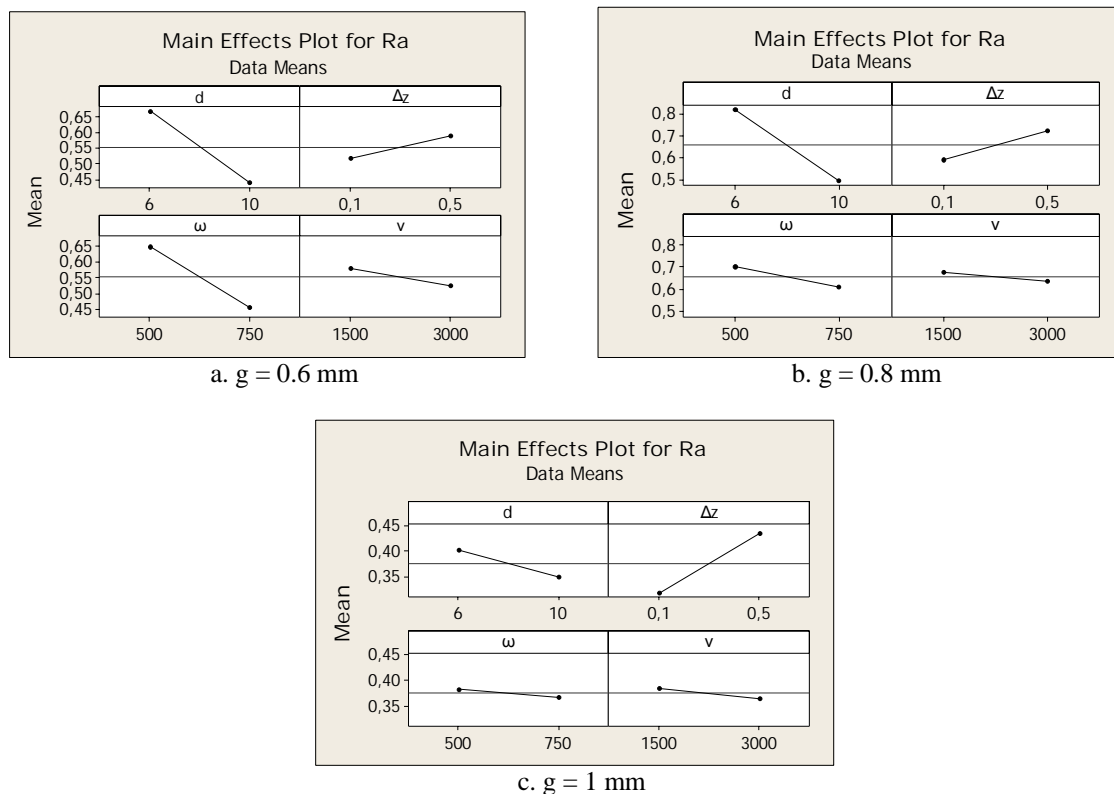 Main Effects Plot for Ra
Data Means
d Δz
0,65
0,60
0,55
0,50
0,45
6 10 0,1 0,5
Mean
ω v
0,65
0,60
0,55
0,50
0,45
500 750 1500 3000
a. g = 0.6 mm
Main Effects Plot for Ra
Data Means
d Δz
0,8
0,7
0,6
0,5
6 10 0,1 0,5
Mean
ω v
0,8
0,7
0,6
0,5
500 750 1500 3000
b. g = 0.8 mm
Main Effects Plot for Ra
Data Means
d Δz
0,45
0,40
0,35
6 10 0,1 0,5
Mean
ω v
0,45
0,40
0,35
500 750 1500 3000
c. g = 1 mm